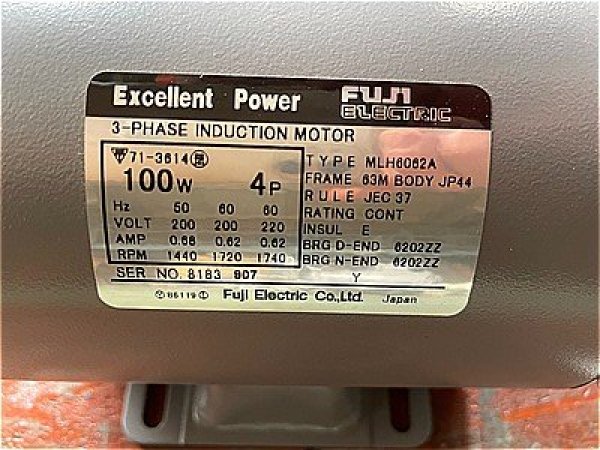 Excellent Power FUJI ELECTRIC
3-PHASE INDUCTION MOTOR
71-3614
100W 4P
Hz 50 60 60
VOLT 200 200 220
AMP 0.68 0.62 0.62
RPM 1440 1720 1740
SER NO. 8183 907
TYPE MLH6062A
FRAME 63M BODY JP44
RULE JEC 37
RATING CONT
INSUL E
BRG D-END 6202ZZ
BRG N-END 6202ZZ
Y
86119 Fuji Electric Co., Ltd. Japan